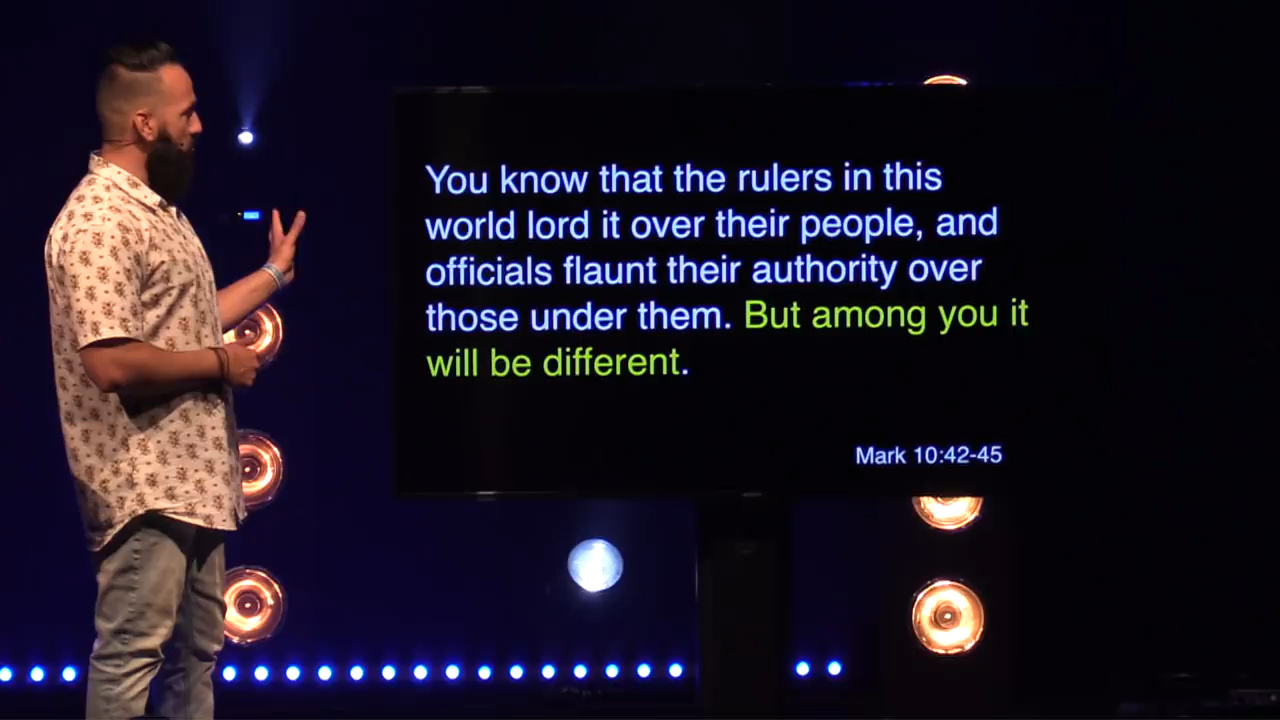 You know that the rulers in this
world lord it over their people, and
officials flaunt their authority over
those under them. But among you it
will be different.
Mark 10:42-45